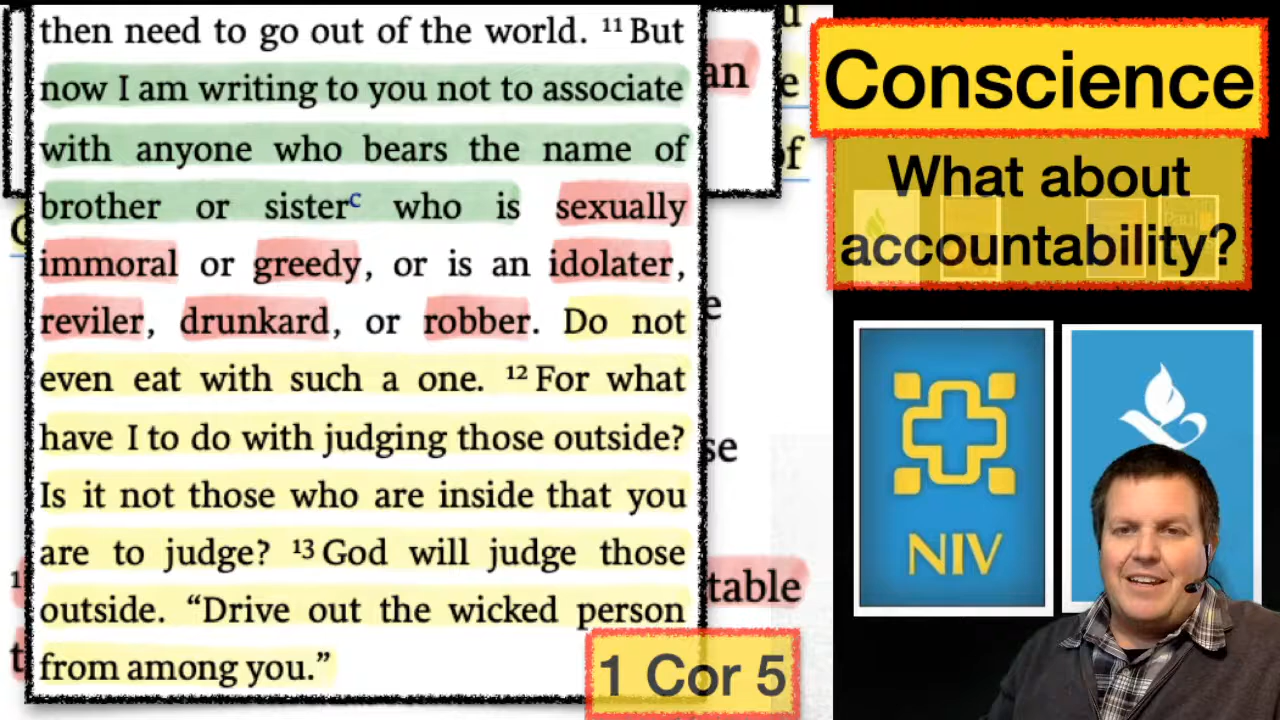 then need to go out of the world. ¹¹ But
now I am writing to you not to associate
with anyone who bears the name of
brother or sisterᶜ who is sexually
immoral or greedy, or is an idolater,
reviler, drunkard, or robber. Do not
even eat with such a one. ¹² For what
have I to do with judging those outside?
Is it not those who are inside that you
are to judge? ¹³ God will judge those
outside. “Drive out the wicked person
from among you.”
1 Cor 5
an
e
of
e
se
table
Conscience
What about
accountability?
NIV